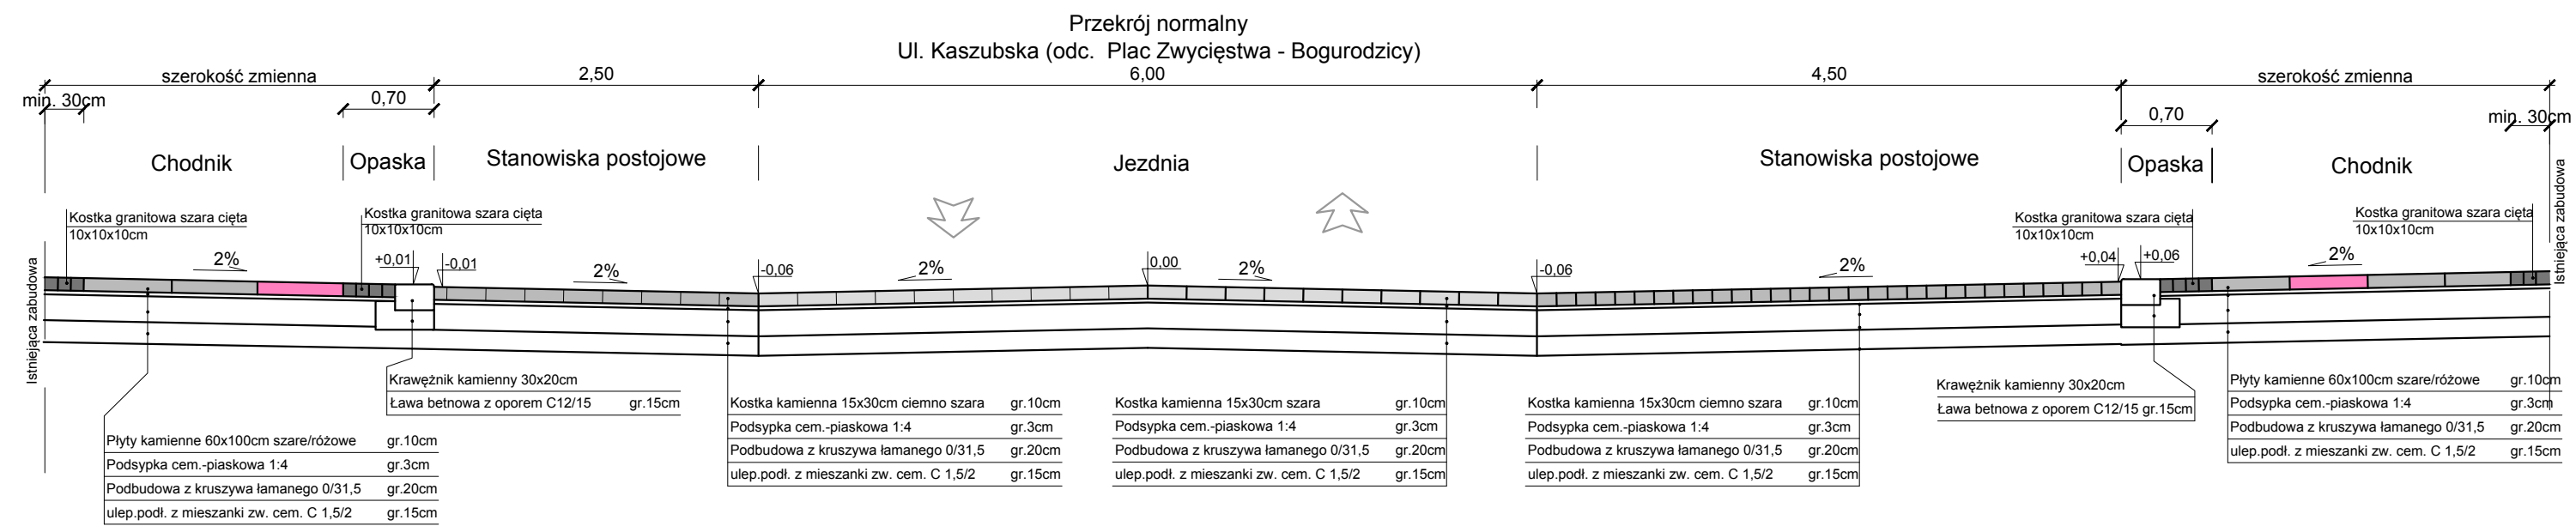 Przekrój normalny
Ul. Kaszubska (odc. Plac Zwycięstwa - Bogurodzicy)
szerokość zmienna
2,50
6,00
4,50
szerokość zmienna
min. 30cm
0,70
0,70
min. 30cm
Chodnik
Opaska
Stanowiska postojowe
Jezdnia
Stanowiska postojowe
Opaska
Chodnik
Istniejąca zabudowa
Kostka granitowa szara cięta
10x10x10cm
Kostka granitowa szara cięta
10x10x10cm
Kostka granitowa szara cięta
10x10x10cm
Kostka granitowa szara cięta
10x10x10cm
Istniejąca zabudowa
2%
+0,01
-0,01
2%
-0,06
2%
0,00
2%
-0,06
2%
+0,04
+0,06
2%
Krawężnik kamienny 30x20cm
Ława betnowa z oporem C12/15 gr.15cm
Płyty kamienne 60x100cm szare/różowe gr.10cm
Podsypka cem.-piaskowa 1:4 gr.3cm
Podbudowa z kruszywa łamanego 0/31,5 gr.20cm
ulep.podł. z mieszanki zw. cem. C 1,5/2 gr.15cm
Kostka kamienna 15x30cm ciemno szara gr.10cm
Podsypka cem.-piaskowa 1:4 gr.3cm
Podbudowa z kruszywa łamanego 0/31,5 gr.20cm
ulep.podł. z mieszanki zw. cem. C 1,5/2 gr.15cm
Kostka kamienna 15x30cm szara gr.10cm
Podsypka cem.-piaskowa 1:4 gr.3cm
Podbudowa z kruszywa łamanego 0/31,5 gr.20cm
ulep.podł. z mieszanki zw. cem. C 1,5/2 gr.15cm
Kostka kamienna 15x30cm ciemno szara gr.10cm
Podsypka cem.-piaskowa 1:4 gr.3cm
Podbudowa z kruszywa łamanego 0/31,5 gr.20cm
ulep.podł. z mieszanki zw. cem. C 1,5/2 gr.15cm
Krawężnik kamienny 30x20cm
Ława betnowa z oporem C12/15 gr.15cm
Płyty kamienne 60x100cm szare/różowe gr.10cm
Podsypka cem.-piaskowa 1:4 gr.3cm
Podbudowa z kruszywa łamanego 0/31,5 gr.20cm
ulep.podł. z mieszanki zw. cem. C 1,5/2 gr.15cm